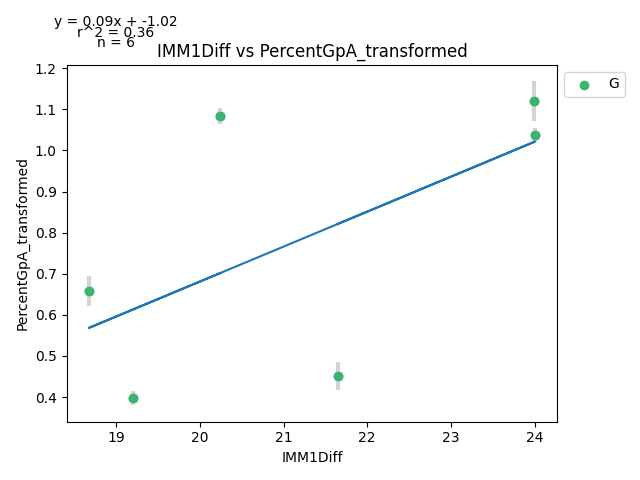 y = 0.09x + -1.02
r^2 = 0.36
n = 6
IMM1Diff vs PercentGpA_transformed
G
1.2
1.1
1.0
0.9
0.8
0.7
0.6
0.5
0.4
PercentGpA_transformed
19 20 21 22 23 24
IMM1Diff